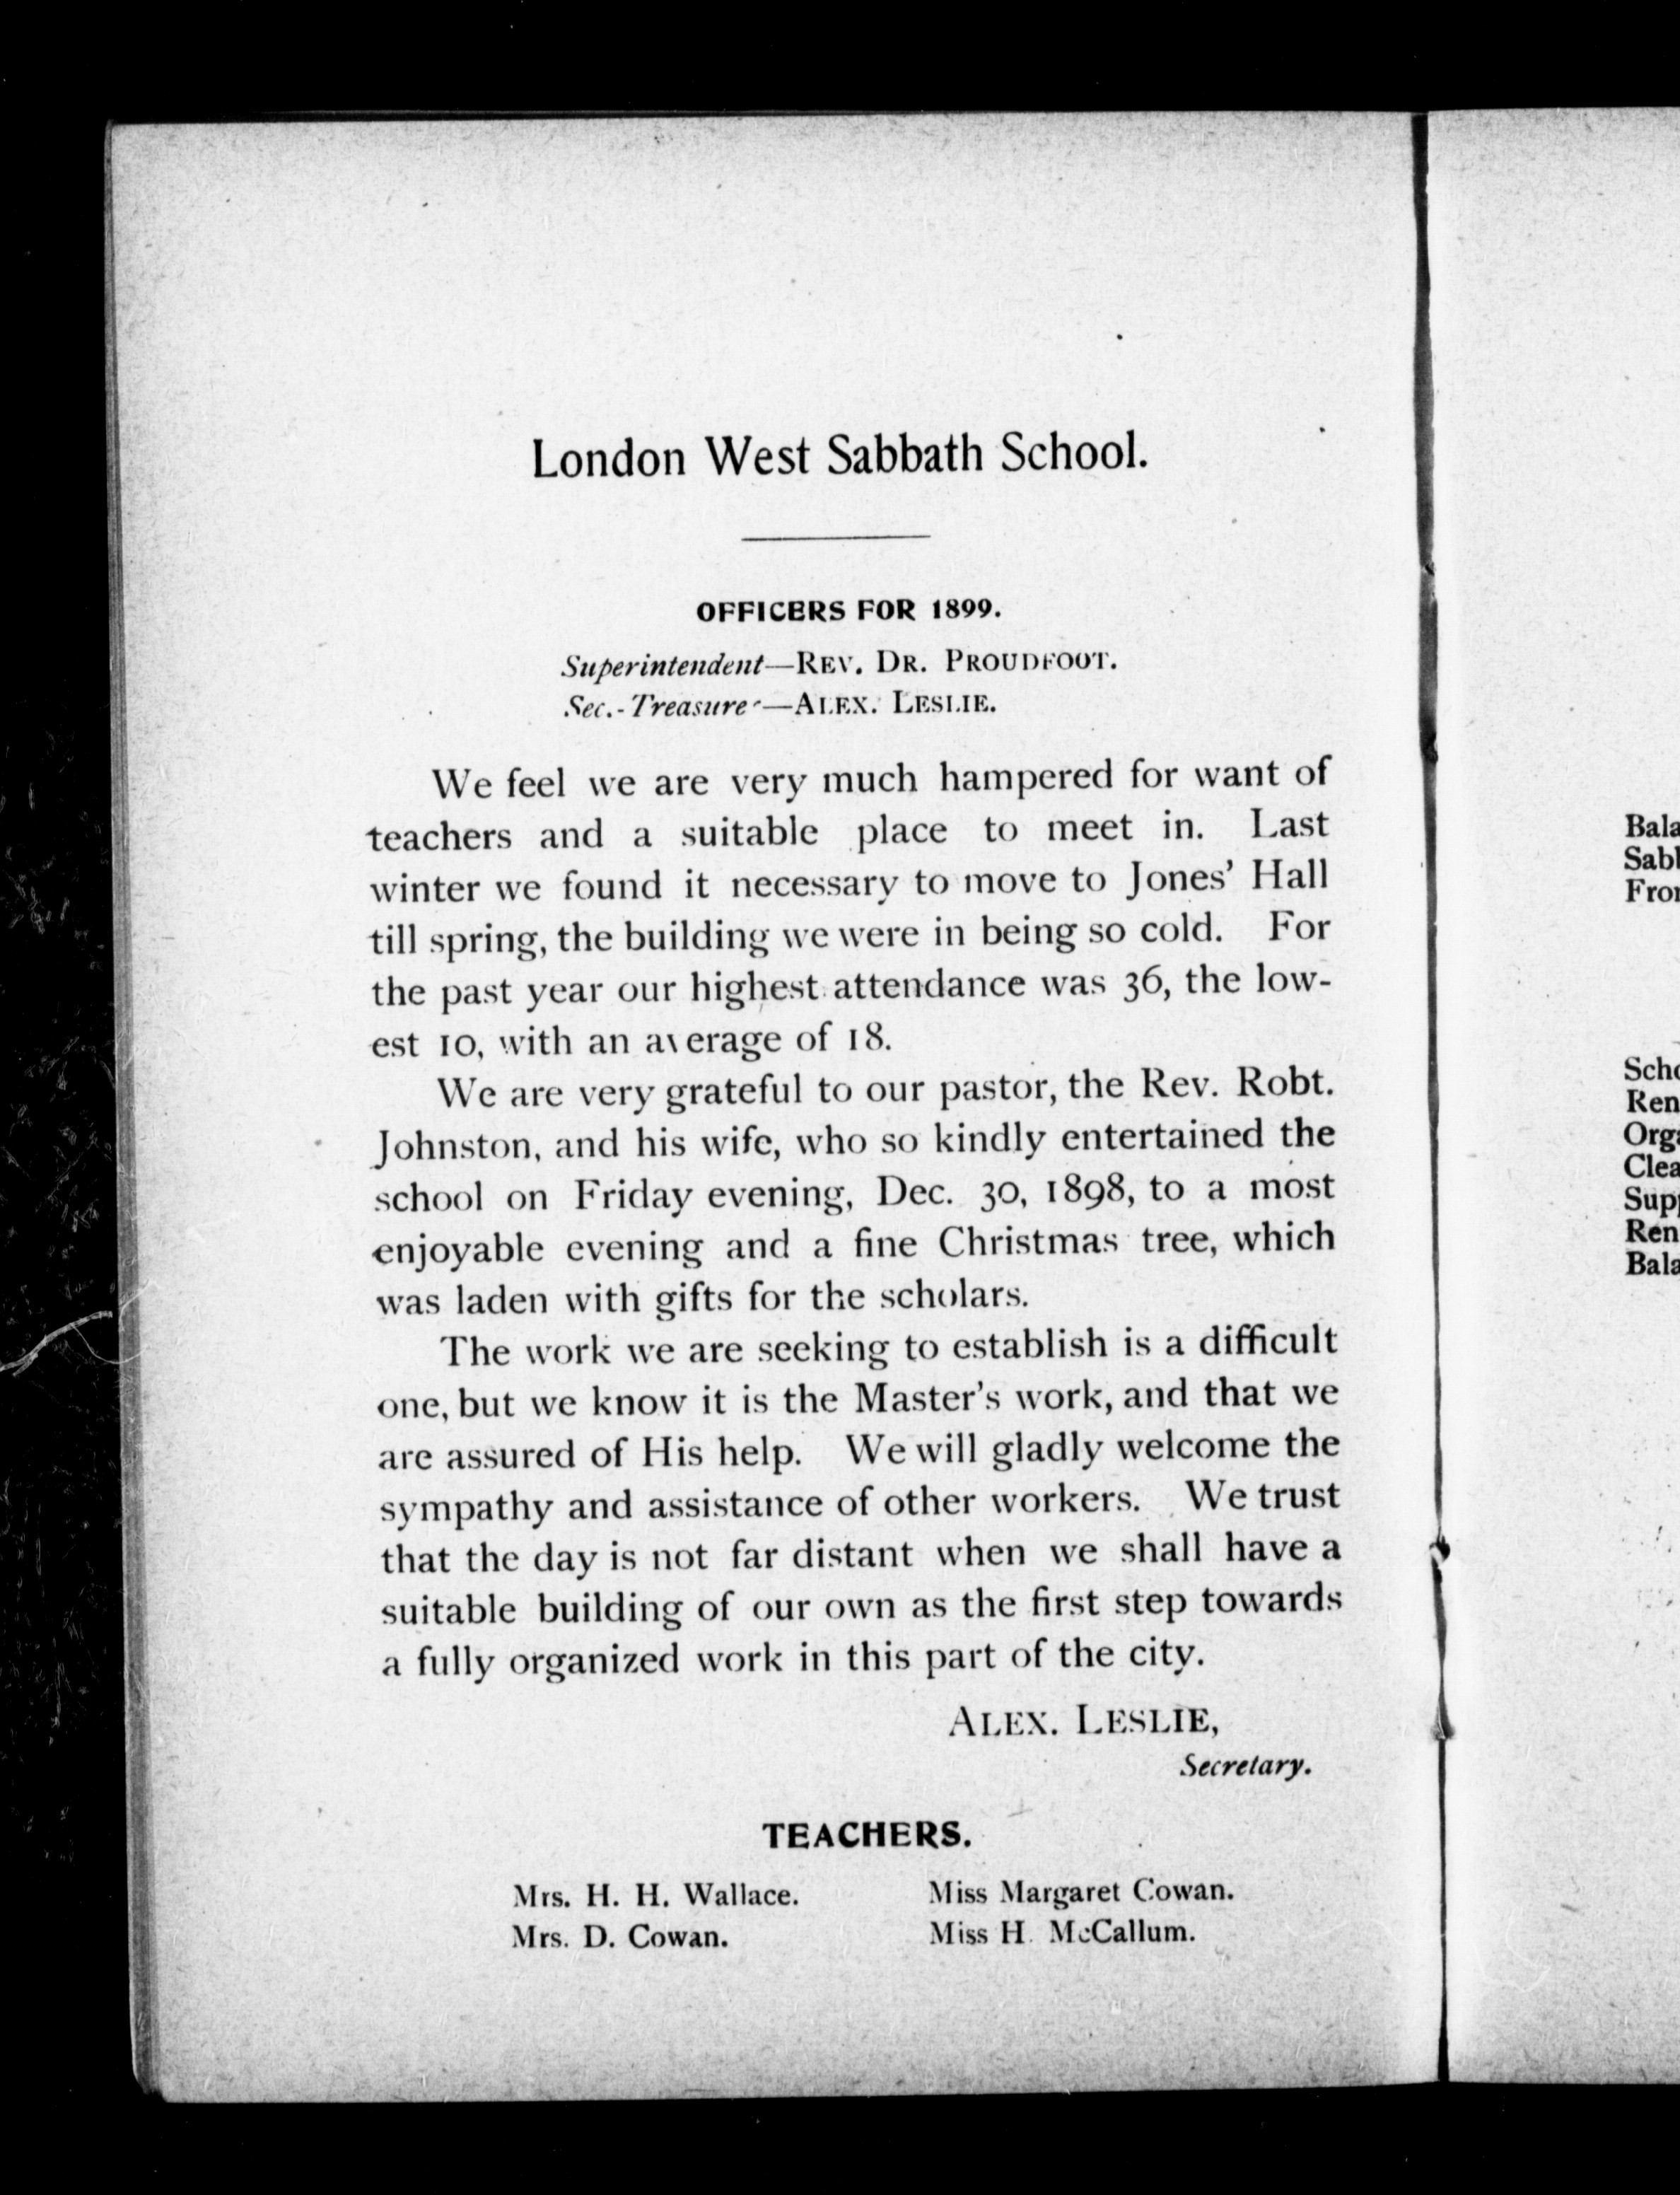 London West Sabbath School.
OFFICERS FOR 1899.
Superintendent—REV. DR. PROUDFOOT.
Sec.-Treasurer—ALEX. LESLIE.
We feel we are very much hampered for want of
teachers and a suitable place to meet in. Last
winter we found it necessary to move to Jones' Hall
till spring, the building we were in being so cold. For
the past year our highest attendance was 36, the low-
est 10, with an average of 18.
We are very grateful to our pastor, the Rev. Robt.
Johnston, and his wife, who so kindly entertained the
school on Friday evening, Dec. 30, 1898, to a most
enjoyable evening and a fine Christmas tree, which
was laden with gifts for the scholars.
The work we are seeking to establish is a difficult
one, but we know it is the Master's work, and that we
are assured of His help. We will gladly welcome the
sympathy and assistance of other workers. We trust
that the day is not far distant when we shall have a
suitable building of our own as the first step towards
a fully organized work in this part of the city.
ALEX. LESLIE,
Secretary.
TEACHERS.
Mrs. H. H. Wallace. Miss Margaret Cowan.
Mrs. D. Cowan. Miss H. McCallum.